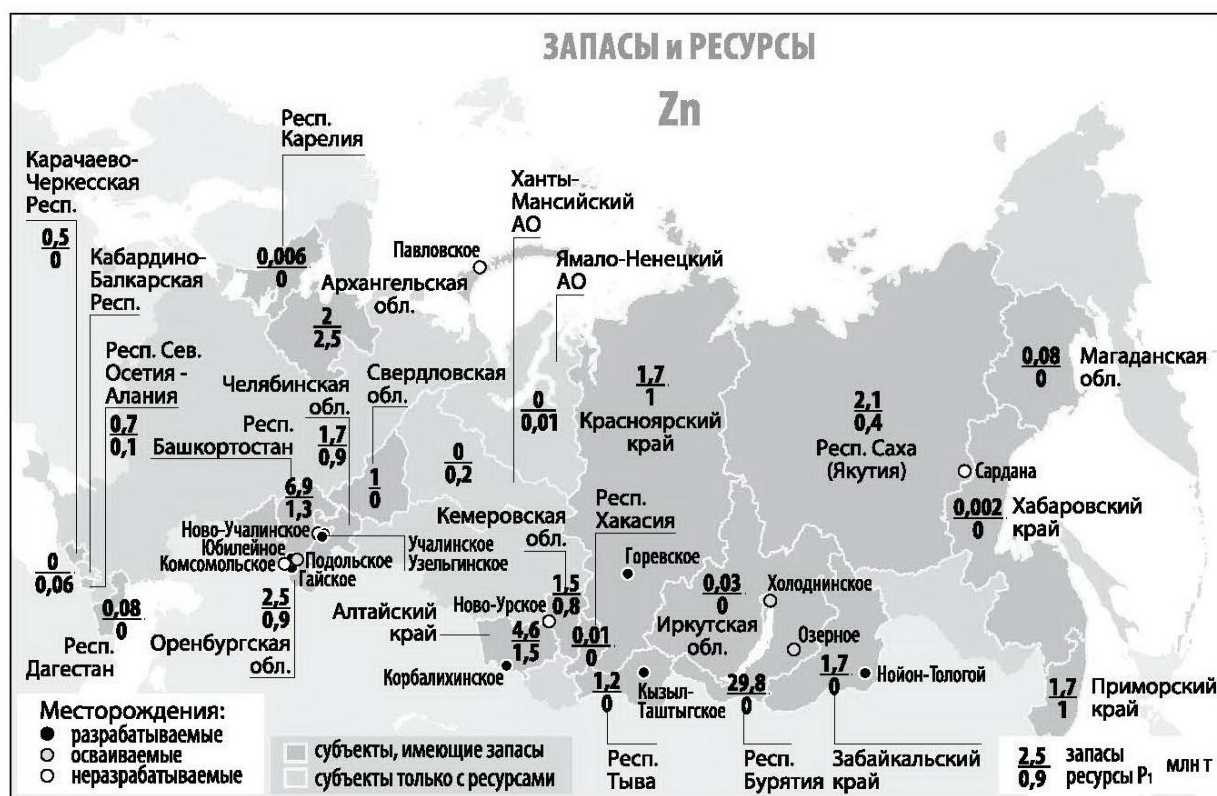 ЗАПАСЫ и РЕСУРСЫ
Zn
Респ.
Карелия
0,006
0
Карачаево-
Черкесская
Респ.
0,5
0
Кабардино-
Балкарская
Респ.
Архангельская
обл.
2
2,5
Павловское
Ханты-
Мансийский
АО
Ямало-Ненецкий
АО
Респ. Сев.
Осетия -
Алания
0,7
0,1
Челябинская
обл.
1,7
0,9
Свердловская
обл.
1
0
Респ.
Башкортостан
6,9
1,3
0
0,2
0
0,01
1,7
1
Красноярский
край
2,1
0,4
Респ. Саха
(Якутия)
0,08
0
Магаданская
обл.
Сардана
0,002
0
Хабаровский
край
Ново-Учалинское
Юбилейное
Комсомольское
Подольское
Гайское
Учалинское
Узельгинское
Кемеровская
обл.
1,5
0,8
Респ.
Хакасия
0,01
0
Горевское
0,03
0
Иркутская
обл.
Холоднинское
Озерное
0
0,06
0,08
0
Респ.
Дагестан
2,5
0,9
Оренбургская
обл.
Алтайский
край
Ново-Урское
4,6
1,5
Корбалихинское
1,2
0
Респ.
Тыва
Кызыл-
Таштыгское
29,8
0
Респ.
Бурятия
1,7
0
Забайкальский
край
Нойон-Тологой
1,7
1
Приморский
край
Месторождения:
разрабатываемые
осваиваемые
неразрабатываемые
субъекты, имеющие запасы
субъекты только с ресурсами
2,5 запасы
0,9 ресурсы P₁ млн т